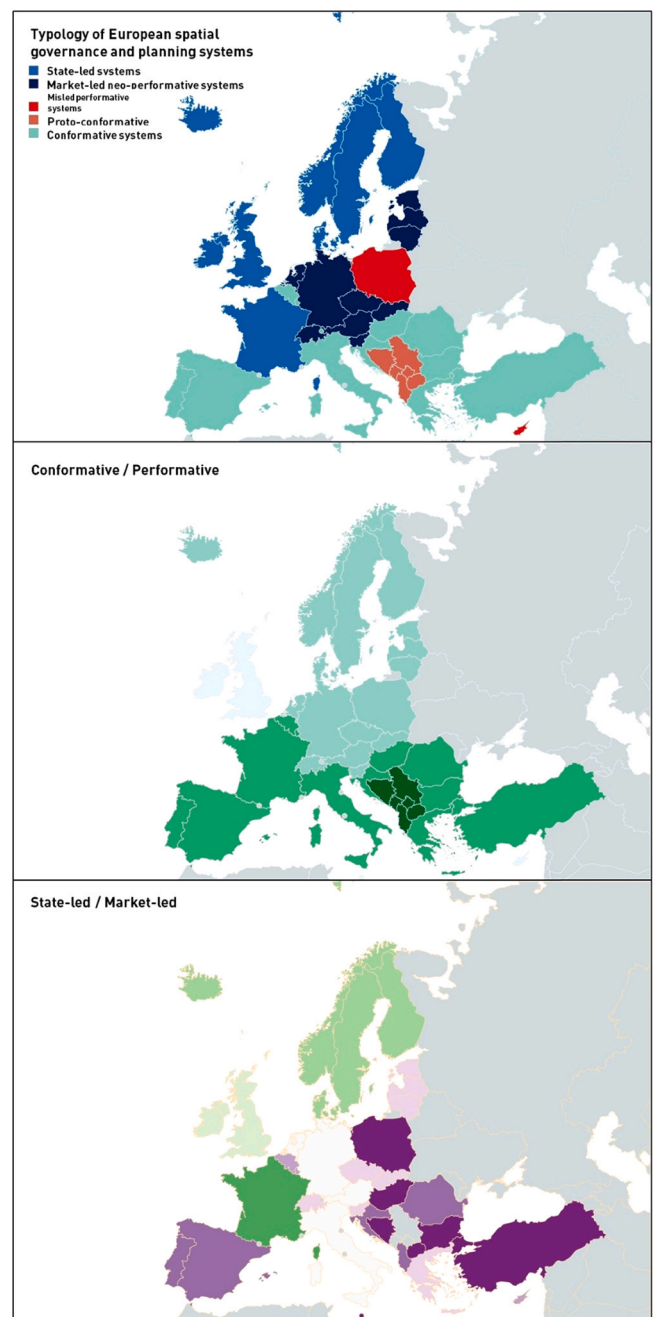 Typology of European spatial
governance and planning systems
State-led systems
Market-led neo-performative systems
Misled performative
systems
Proto-conformative
Conformative systems
Conformative / Performative
State-led / Market-led